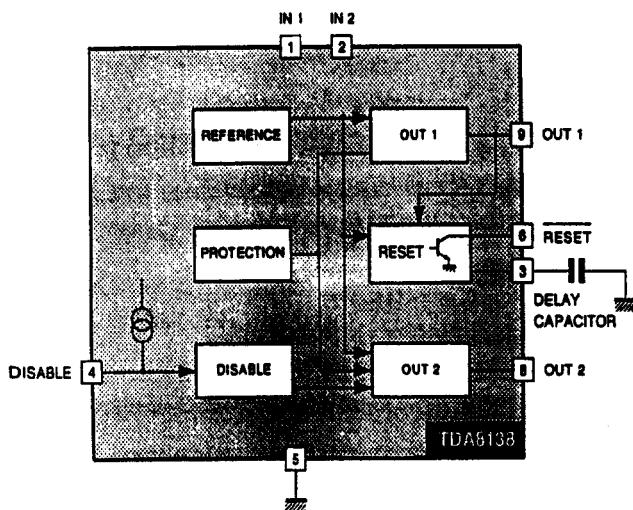 IN 1 IN 2
1 2
REFERENCE
OUT 1
9 OUT 1
PROTECTION
RESET
6 RESET
3
DELAY
CAPACITOR
DISABLE 4
DISABLE
OUT 2
8 OUT 2
TDA8138
5